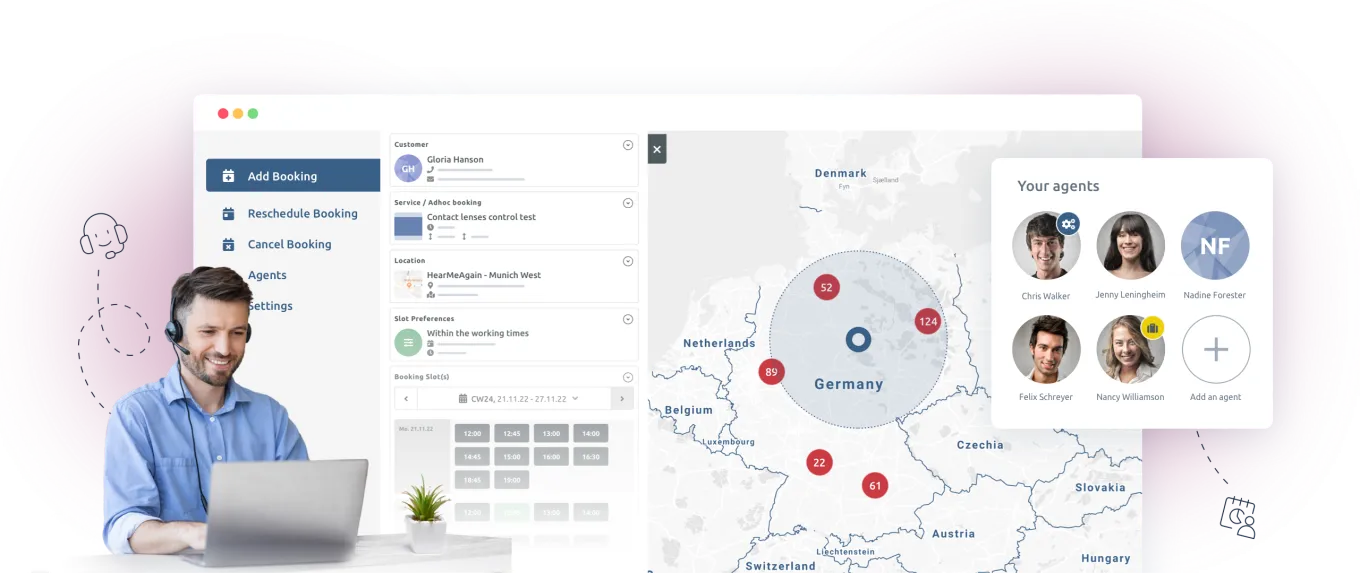 Add Booking
Reschedule Booking
Cancel Booking
Agents
Settings
Customer
GH
Gloria Hanson
Service / Adhoc booking
Contact lenses control test
Location
HearMeAgain - Munich West
Slot Preferences
Within the working times
Booking Slot(s)
CW24, 21.11.22 - 27.11.22
Mo. 21.11.22
12:00 12:45 13:00 14:00
14:45 15:00 16:00 16:30
18:45 19:00
13:00 14:00
Denmark
Fyn
Sjælland
52
124
Netherlands
89
Germany
Belgium
Luxembourg
Czechia
22
61
Slovakia
Austria
Liechtenstein
Switzerland
Hungary
Your agents
NF
Chris Walker
Jenny Leningheim
Nadine Forester
Felix Schreyer
Nancy Williamson
Add an agent